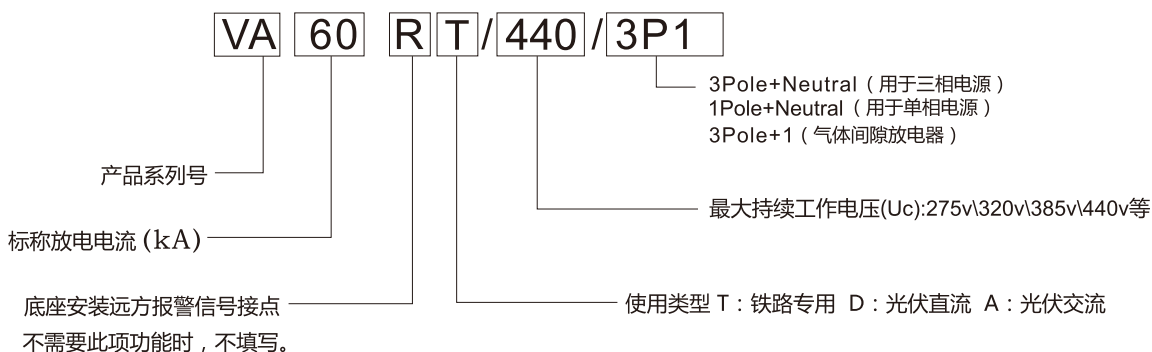 VA 60 R T/440/3P1
3Pole+Neutral（用于三相电源）
1Pole+Neutral（用于单相电源）
3Pole+1（气体间隙放电器）
产品系列号
最大持续工作电压(Uc):275v\320v\385v\440v等
标称放电电流(kA)
底座安装远方报警信号接点
不需要此项功能时，不填写。
使用类型 T：铁路专用 D：光伏直流 A：光伏交流